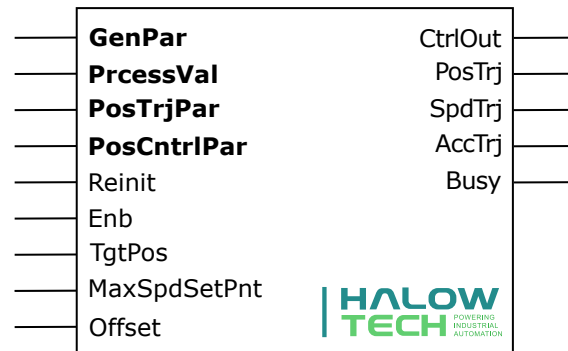 GenPar
PrcessVal
PosTrjPar
PosCntrlPar
Reinit
Enb
TgtPos
MaxSpdSetPnt
Offset
CtrlOut
PosTrj
SpdTrj
AccTrj
Busy
HALOW
TECH
POWERING
INDUSTRIAL
AUTOMATION